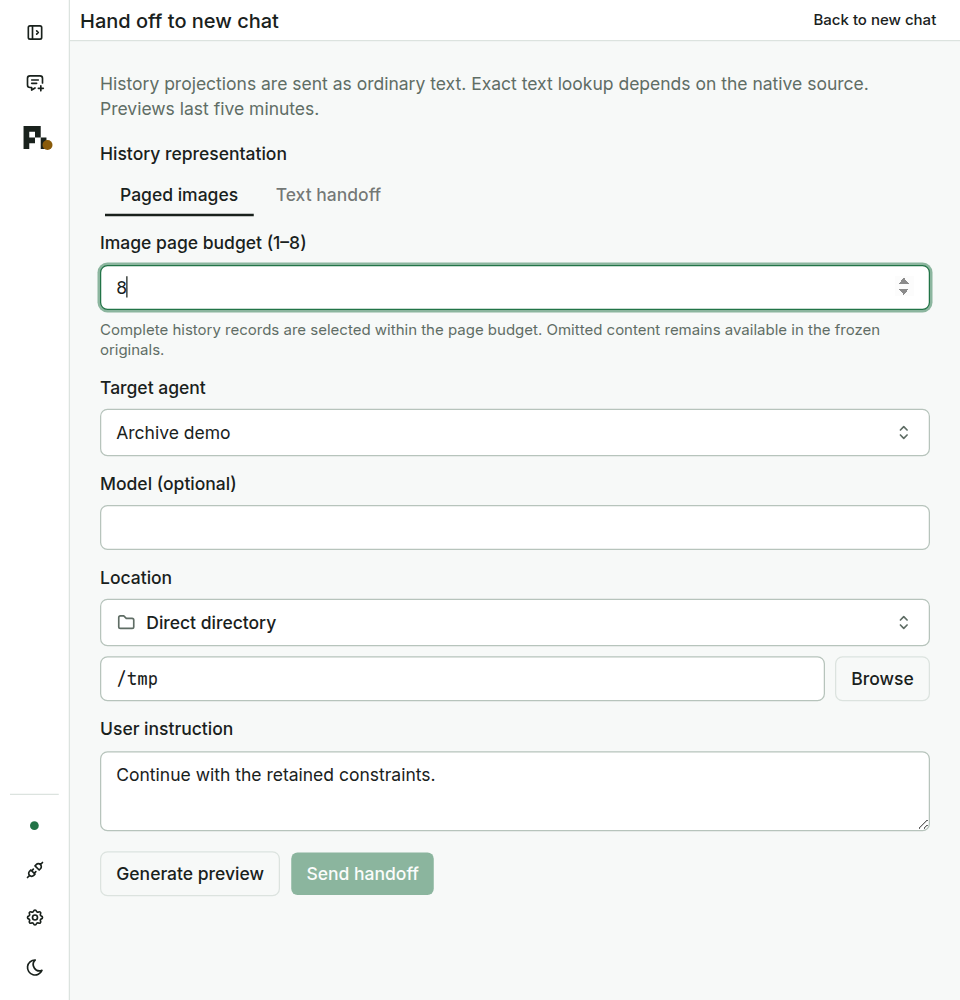 Hand off to new chat
Back to new chat
History projections are sent as ordinary text. Exact text lookup depends on the native source.
Previews last five minutes.
History representation
Paged images
Text handoff
Image page budget (1–8)
8
Complete history records are selected within the page budget. Omitted content remains available in the frozen
originals.
Target agent
Archive demo
Model (optional)
Location
Direct directory
/tmp
Browse
User instruction
Continue with the retained constraints.
Generate preview
Send handoff